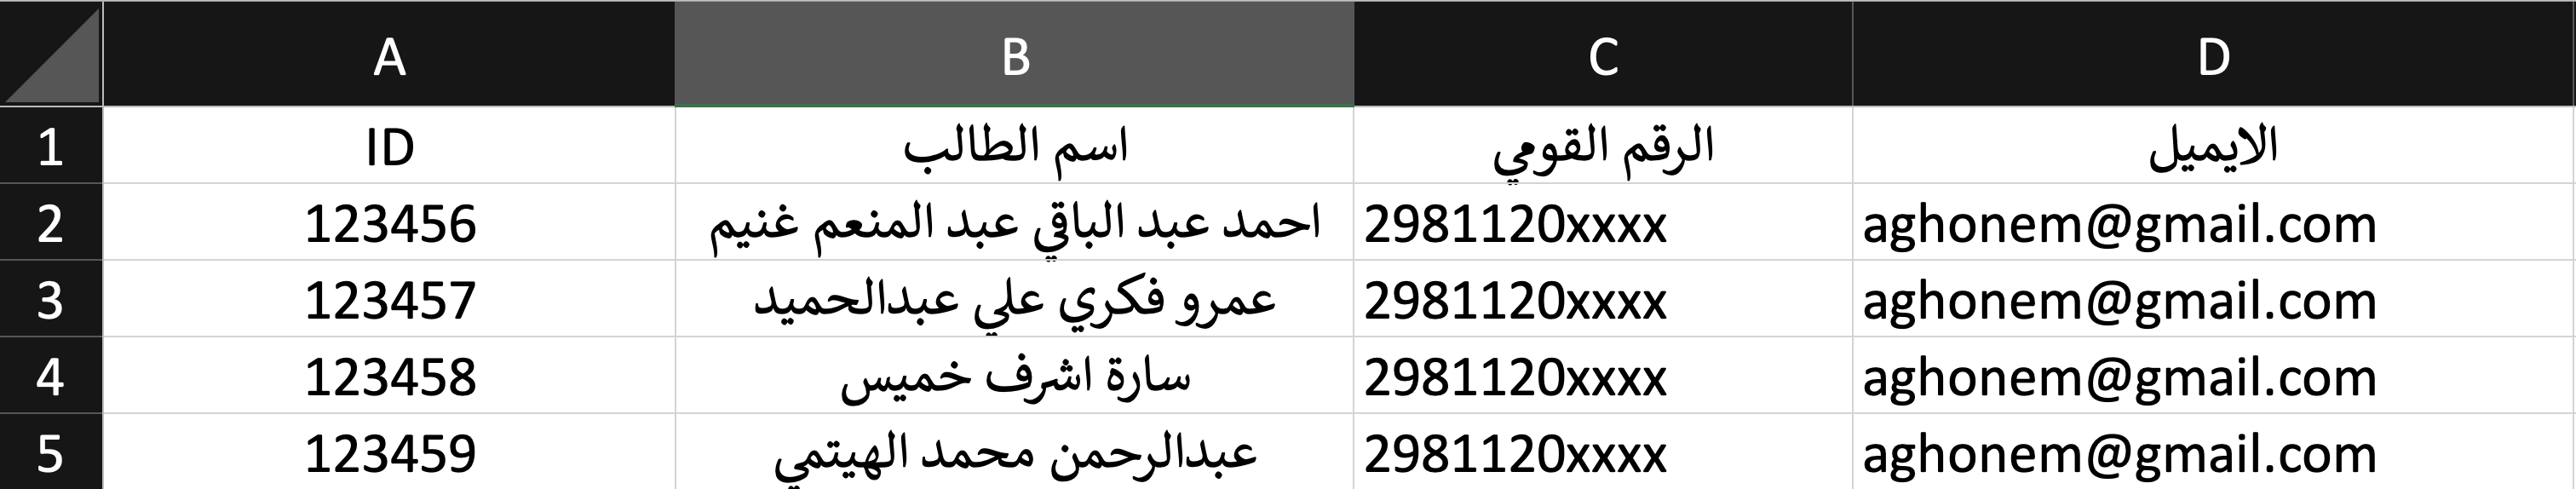 A B C D
1 ID اسم الطالب الرقم القومي الايميل
2 123456 احمد عبد الباقي عبد المنعم غنيم 2981120xxxx aghonem@gmail.com
3 123457 عمرو فكري علي عبدالحميد 2981120xxxx aghonem@gmail.com
4 123458 سارة اشرف خميس 2981120xxxx aghonem@gmail.com
5 123459 عبدالرحمن محمد الهيتمي 2981120xxxx aghonem@gmail.com